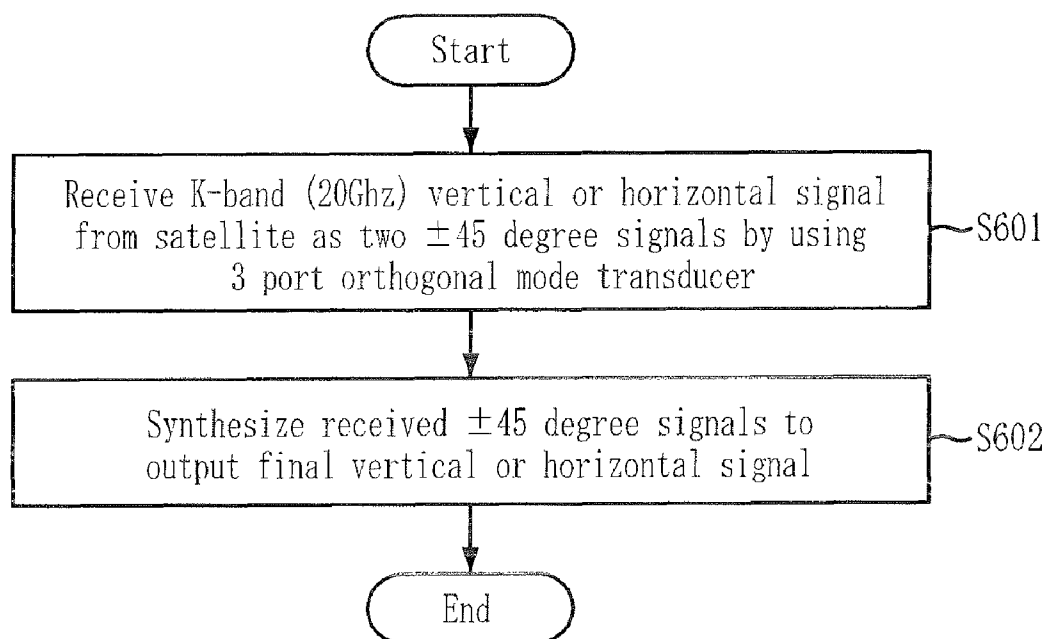 Start
Receive K-band (20Ghz) vertical or horizontal signal
from satellite as two ±45 degree signals by using
3 port orthogonal mode transducer
S601
Synthesize received ±45 degree signals to
output final vertical or horizontal signal
S602
End